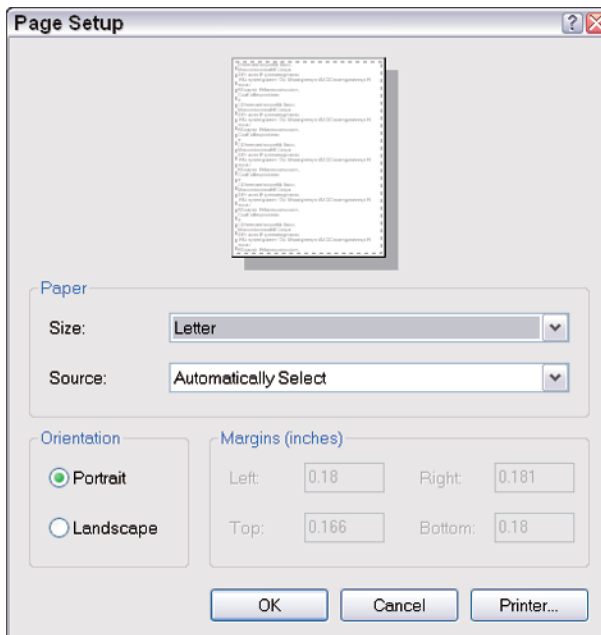 Page Setup
Paper
Size: Letter
Source: Automatically Select
Orientation
Portrait
Landscape
Margins (inches)
Left: 0.18 Right: 0.181
Top: 0.166 Bottom: 0.18
OK Cancel Printer...